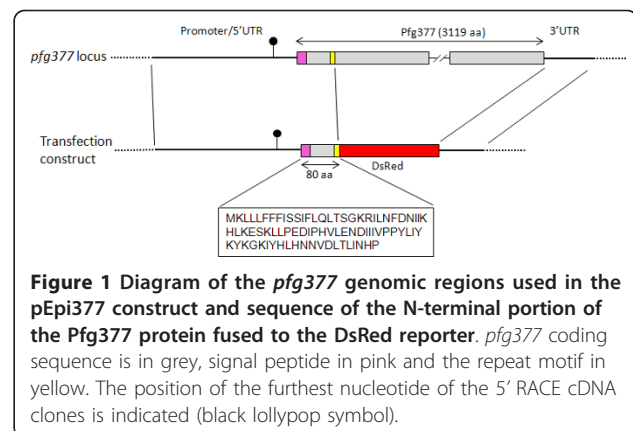 Promoter/5'UTR
Pfg377 (3119 aa)
3'UTR
pfg377 locus
Transfection
construct
DsRed
80 aa
MKLLLFFFISSIFLQLTSGKRILNFDNIIK
HLKESKLLPEDIPHVLENDIIIVPPYLIY
KYKGKIYHLHNNVDLTLINHP
Figure 1 Diagram of the pfg377 genomic regions used in the
pEpi377 construct and sequence of the N-terminal portion of
the Pfg377 protein fused to the DsRed reporter. pfg377 coding
sequence is in grey, signal peptide in pink and the repeat motif in
yellow. The position of the furthest nucleotide of the 5' RACE cDNA
clones is indicated (black lollypop symbol).